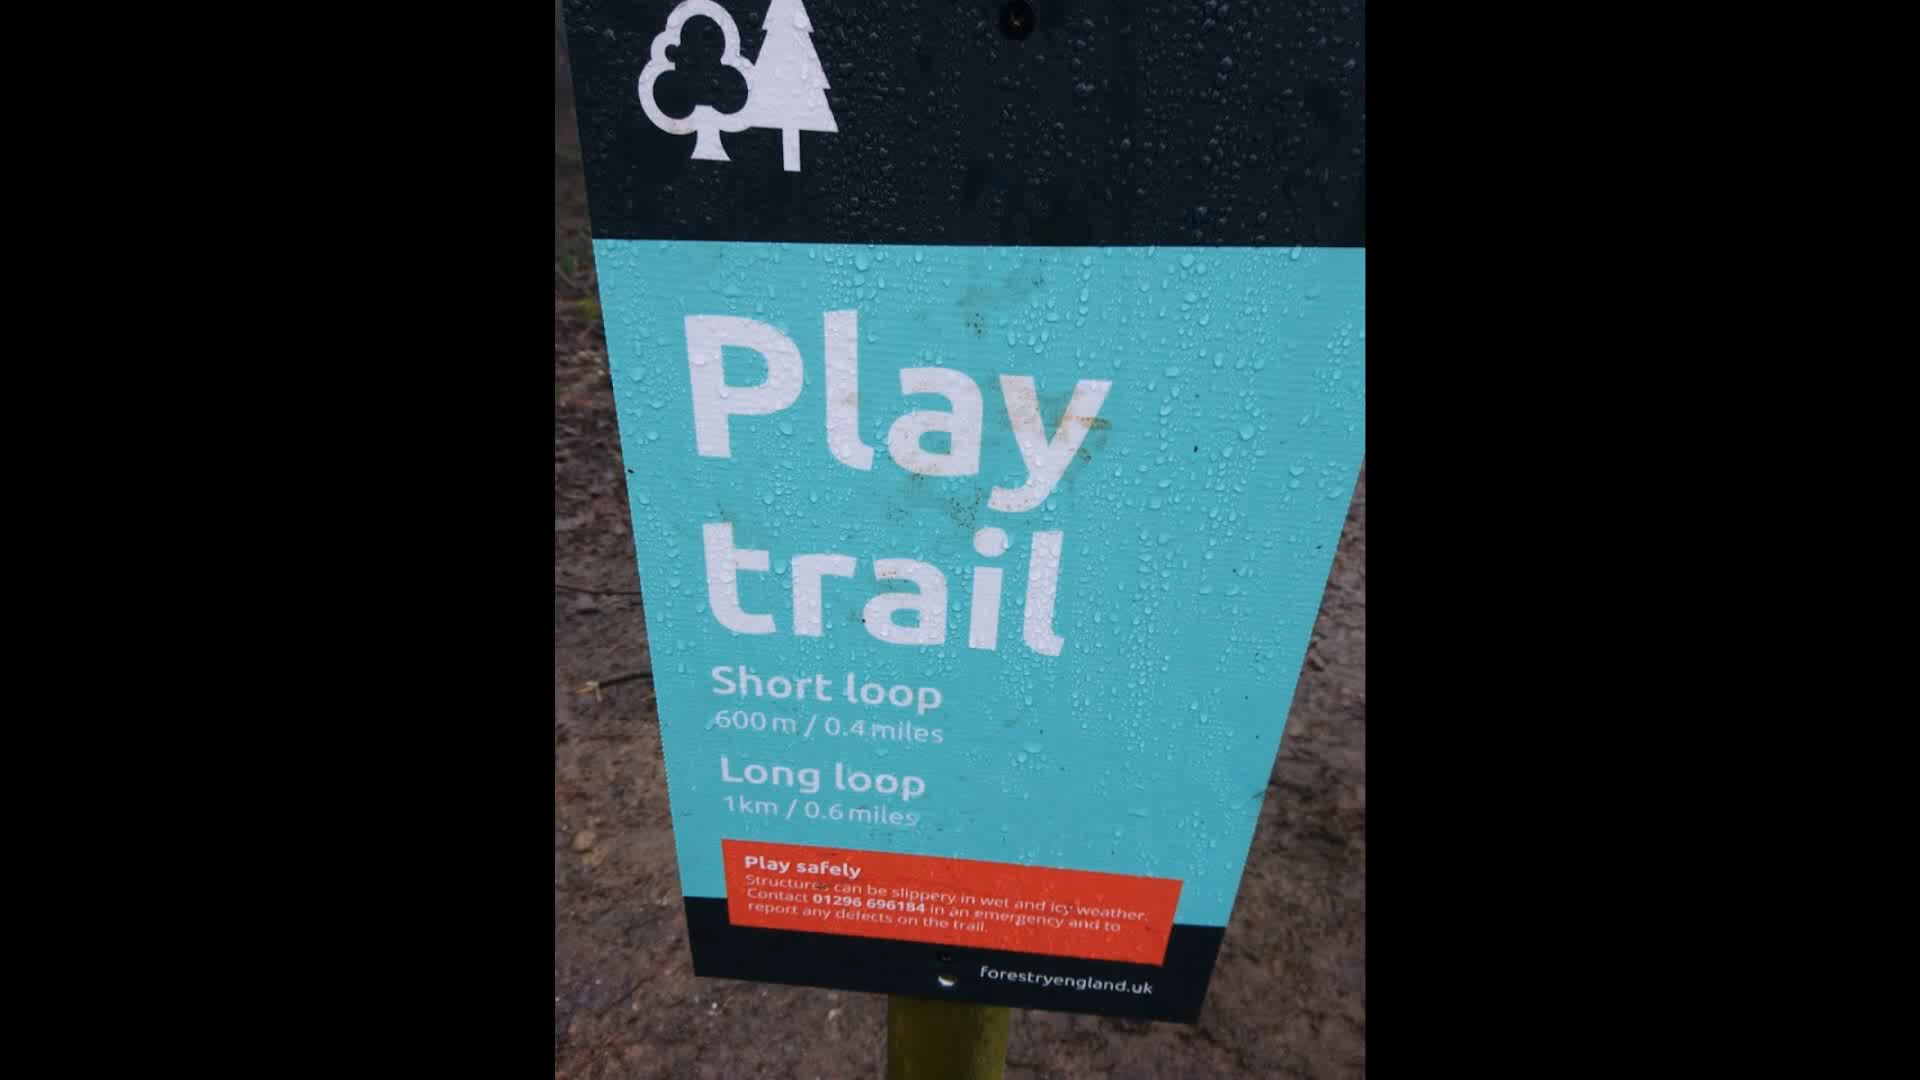 Play
trail
Short loop
600m / 0.4 miles
Long loop
1km / 0.6 miles
Play safely
Structures can be slippery in wet and icy weather.
Contact 01296 696184 in an emergency and to
report any defects on the trail.
forestryengland.uk